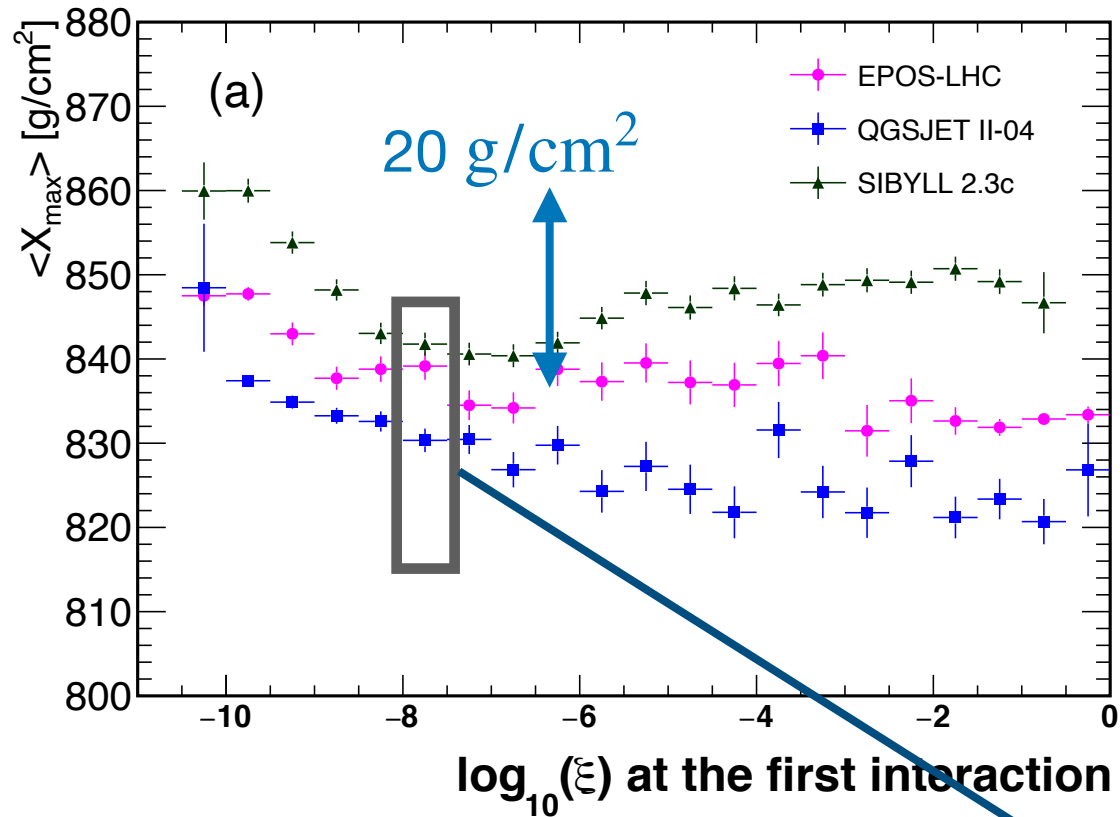 880
870
860
850
840
830
820
810
800
<X_max> [g/cm²]
(a)
20 g/cm²
EPOS-LHC
QGSJET II-04
SIBYLL 2.3c
−10 −8 −6 −4 −2 0
log₁₀(ξ) at the first interaction